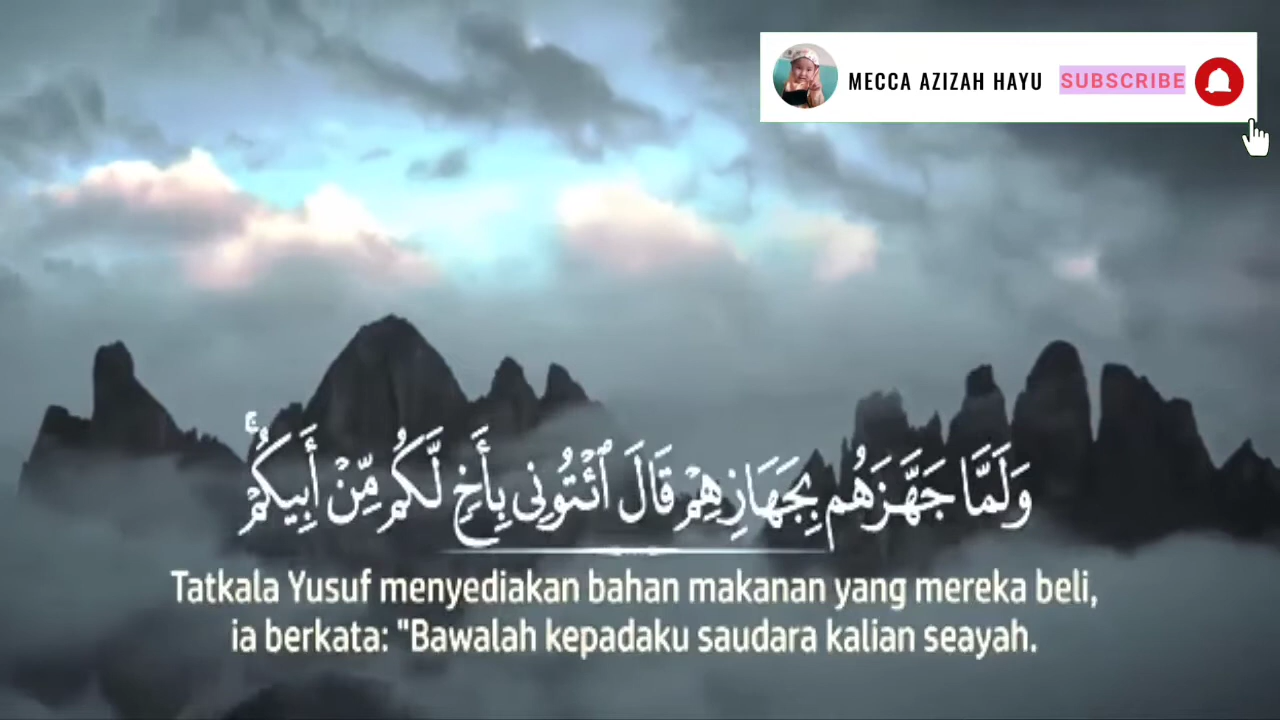 MECCA AZIZAH HAYU SUBSCRIBE
وَلَمَّا جَهَّزَهُم بِجَهَازِهِمْ قَالَ ٱئْتُونِى بِأَخٍ لَّكُم مِّنْ أَبِيكُمْ ۚ
Tatkala Yusuf menyediakan bahan makanan yang mereka beli,
ia berkata: "Bawalah kepadaku saudara kalian seayah.